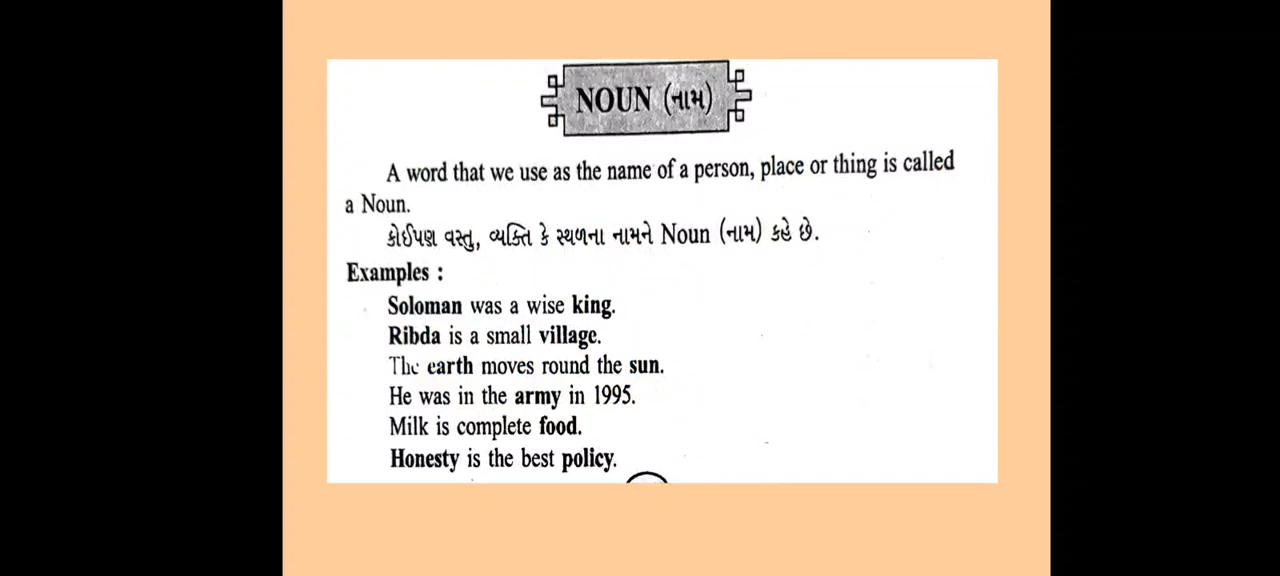 NOUN (નામ)
A word that we use as the name of a person, place or thing is called
a Noun.
કોઈપણ વસ્તુ, વ્યક્તિ કે સ્થળના નામને Noun (નામ) કહે છે.
Examples :
Soloman was a wise king.
Ribda is a small village.
The earth moves round the sun.
He was in the army in 1995.
Milk is complete food.
Honesty is the best policy.